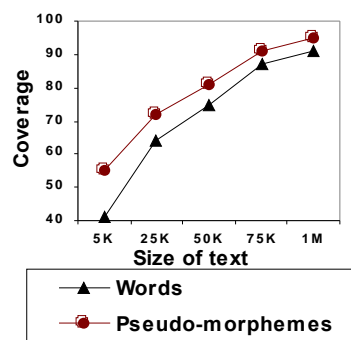 100
90
80
70
60
50
40
Coverage
5K 25K 50K 75K 1M
Size of text
Words
Pseudo-morphemes